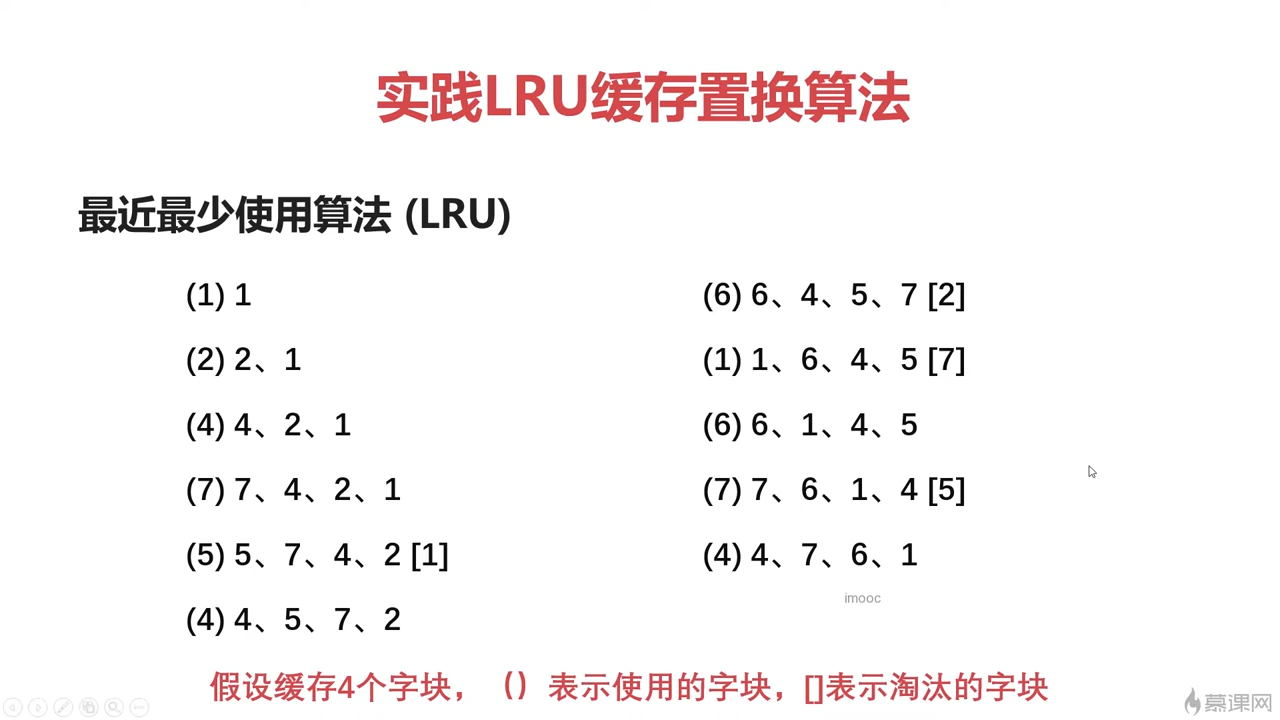 实践LRU缓存置换算法
最近最少使用算法 (LRU)
(1) 1
(2) 2、1
(4) 4、2、1
(7) 7、4、2、1
(5) 5、7、4、2 [1]
(4) 4、5、7、2
(6) 6、4、5、7 [2]
(1) 1、6、4、5 [7]
(6) 6、1、4、5
(7) 7、6、1、4 [5]
(4) 4、7、6、1
imooc
假设缓存4个字块，（）表示使用的字块，[]表示淘汰的字块
慕课网